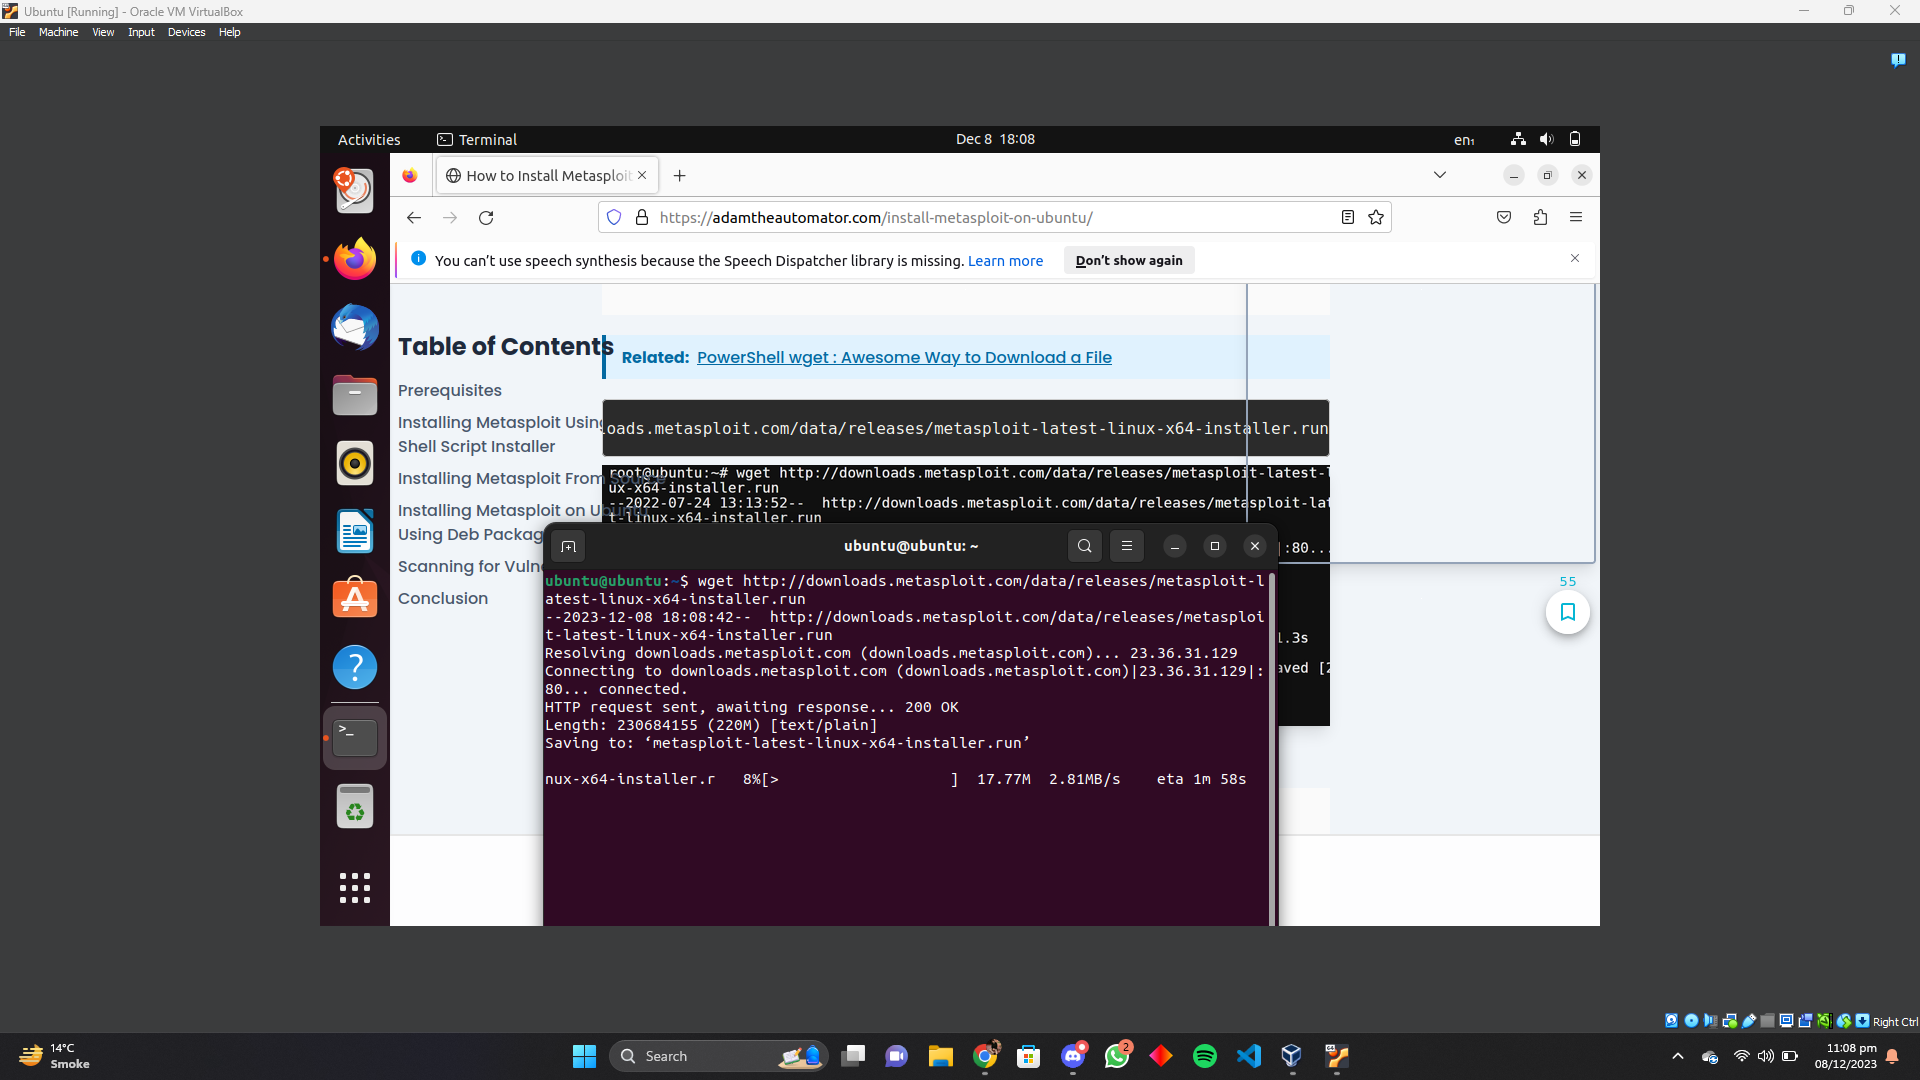 Ubuntu [Running] - Oracle VM VirtualBox
File Machine View Input Devices Help
Activities Terminal Dec 8 18:08 en₁
How to Install Metasploit
https://adamtheautomator.com/install-metasploit-on-ubuntu/
You can't use speech synthesis because the Speech Dispatcher library is missing. Learn more Don't show again
Table of Contents
Prerequisites
Installing Metasploit Using
Shell Script Installer
Installing Metasploit From Source
Installing Metasploit on Ubuntu
Using Deb Packag
Scanning for Vuln
Conclusion
Related: PowerShell wget : Awesome Way to Download a File
loads.metasploit.com/data/releases/metasploit-latest-linux-x64-installer.run
root@ubuntu:~# wget http://downloads.metasploit.com/data/releases/metasploit-latest-l
ux-x64-installer.run
--2022-07-24 13:13:52-- http://downloads.metasploit.com/data/releases/metasploit-lat
t-linux-x64-installer.run
|:80...
1.3s
aved [2
55
ubuntu@ubuntu: ~
ubuntu@ubuntu:~$ wget http://downloads.metasploit.com/data/releases/metasploit-l
atest-linux-x64-installer.run
--2023-12-08 18:08:42-- http://downloads.metasploit.com/data/releases/metasploi
t-latest-linux-x64-installer.run
Resolving downloads.metasploit.com (downloads.metasploit.com)... 23.36.31.129
Connecting to downloads.metasploit.com (downloads.metasploit.com)|23.36.31.129|:
80... connected.
HTTP request sent, awaiting response... 200 OK
Length: 230684155 (220M) [text/plain]
Saving to: ‘metasploit-latest-linux-x64-installer.run’
nux-x64-installer.r 8%[> ] 17.77M 2.81MB/s eta 1m 58s
Right Ctrl
14°C
Smoke
Search
2
11:08 pm
08/12/2023